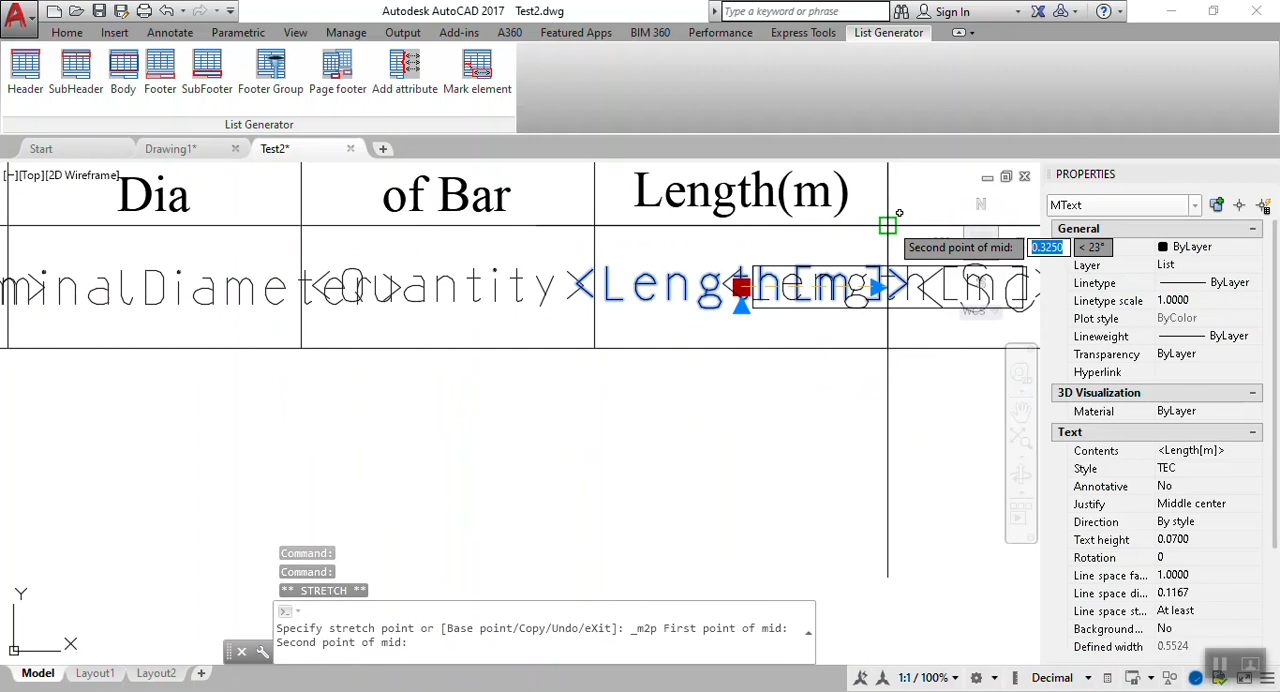 Autodesk AutoCAD 2017 Test2.dwg
Type a keyword or phrase
Sign In
Home Insert Annotate Parametric View Manage Output Add-ins A360 Featured Apps BIM 360 Performance Express Tools List Generator
Header SubHeader Body Footer SubFooter Footer Group Page footer Add attribute Mark element
List Generator
Start Drawing1* Test2*
[−][Top][2D Wireframe]
Dia of Bar Length(m)
N
Second point of mid: 0.3250 < 23°
minalDiameter> <Quantity> <Length[m]>
WCS
PROPERTIES
MText
General
ByLayer
Layer List
Linetype ByLayer
Linetype scale 1.0000
Plot style ByColor
Lineweight ByLayer
Transparency ByLayer
Hyperlink
3D Visualization
Material ByLayer
Text
Contents <Length[m]>
Style TEC
Annotative No
Justify Middle center
Direction By style
Text height 0.0700
Rotation 0
Line space fa... 1.0000
Line space di... 0.1167
Line space st... At least
Background... No
Defined width 0.5524
Command:
Command:
** STRETCH **
Specify stretch point or [Base point/Copy/Undo/eXit]: _m2p First point of mid:
Second point of mid:
Y
X
Model Layout1 Layout2
1:1 / 100% Decimal